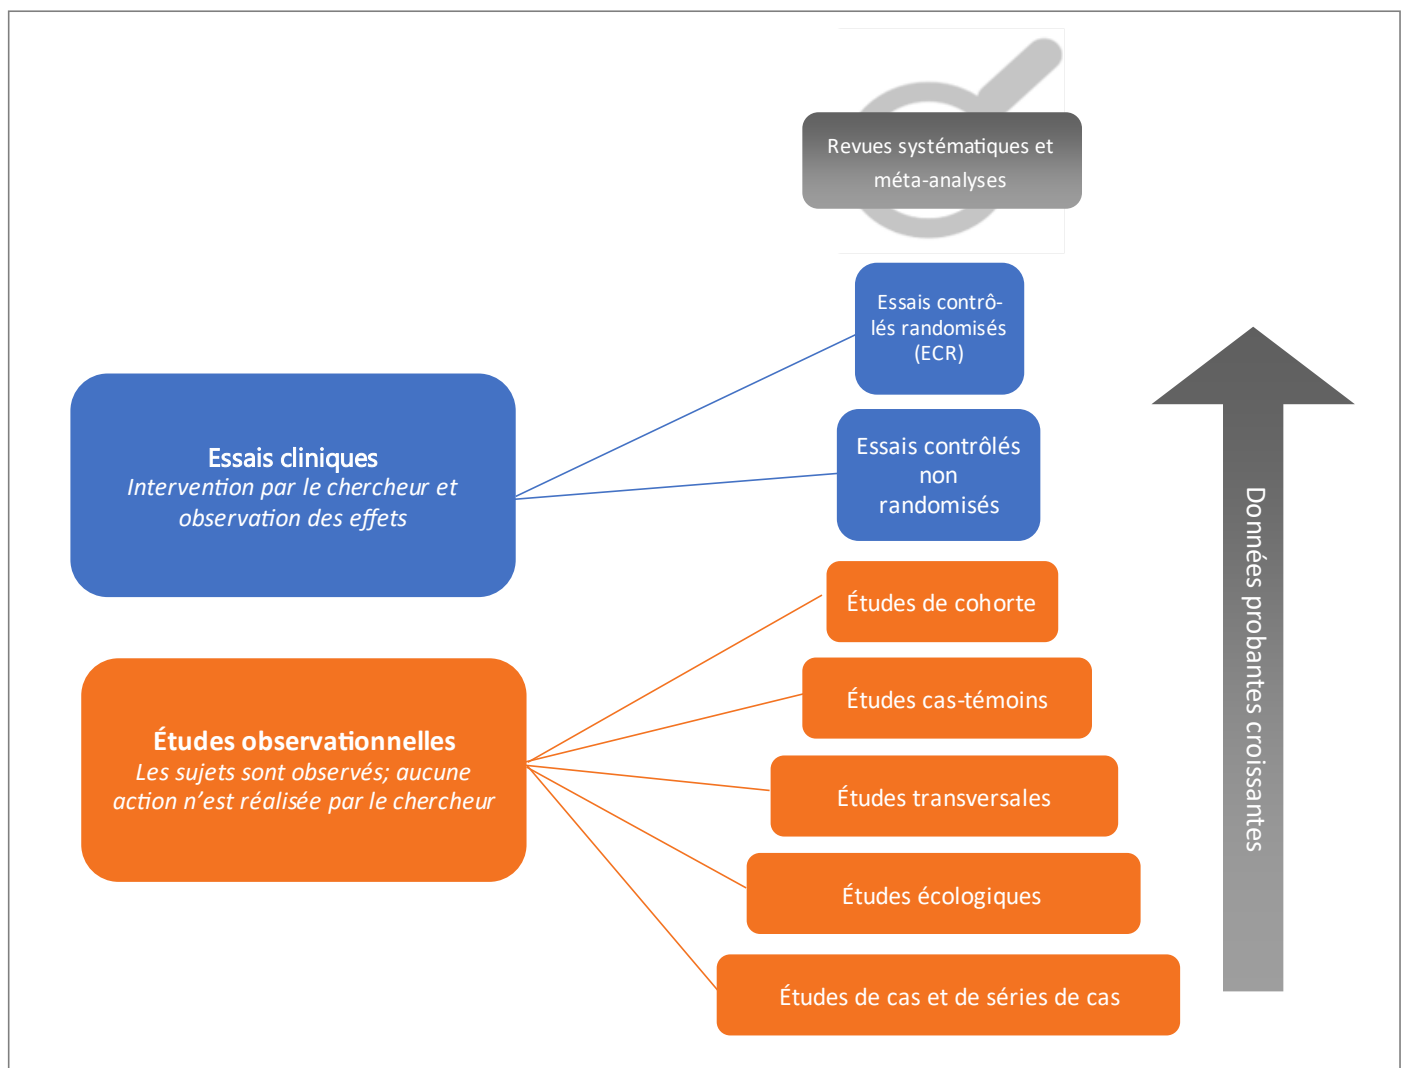 Revues systématiques et
méta-analyses
Essais contrô-
lés randomisés
(ECR)
Essais cliniques
Intervention par le chercheur et
observation des effets
Essais contrôlés
non
randomisés
Données probantes croissantes
Études de cohorte
Études observationnelles
Les sujets sont observés; aucune
action n’est réalisée par le chercheur
Études cas-témoins
Études transversales
Études écologiques
Études de cas et de séries de cas